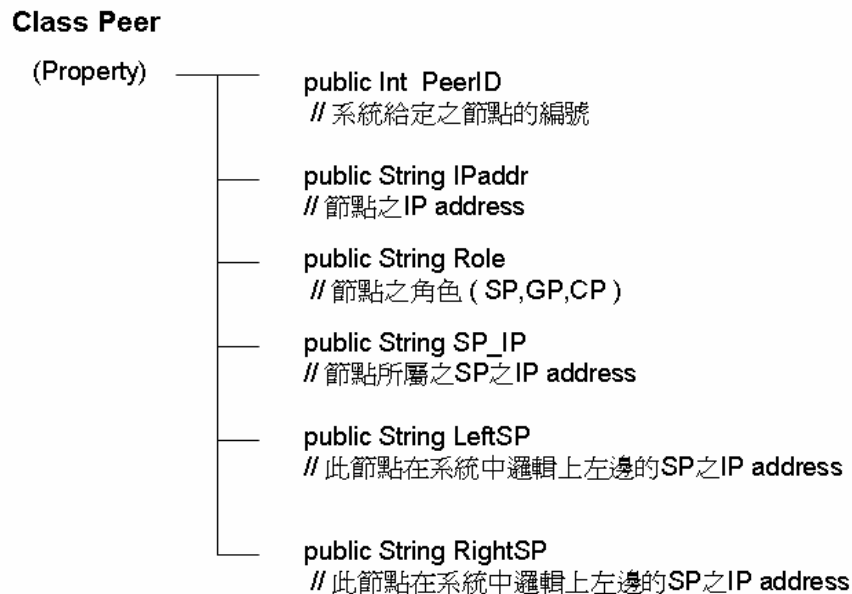 Class Peer
(Property)
public Int PeerID
// 系統給定之節點的編號
public String IPaddr
// 節點之IP address
public String Role
// 節點之角色 ( SP,GP,CP )
public String SP_IP
// 節點所屬之SP之IP address
public String LeftSP
// 此節点在系統中邏輯上左邊的SP之IP address
public String RightSP
// 此節点在系統中邏輯上左邊的SP之IP address